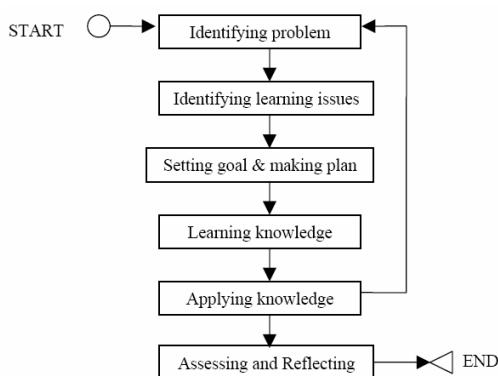 START
Identifying problem
Identifying learning issues
Setting goal & making plan
Learning knowledge
Applying knowledge
Assessing and Reflecting
END